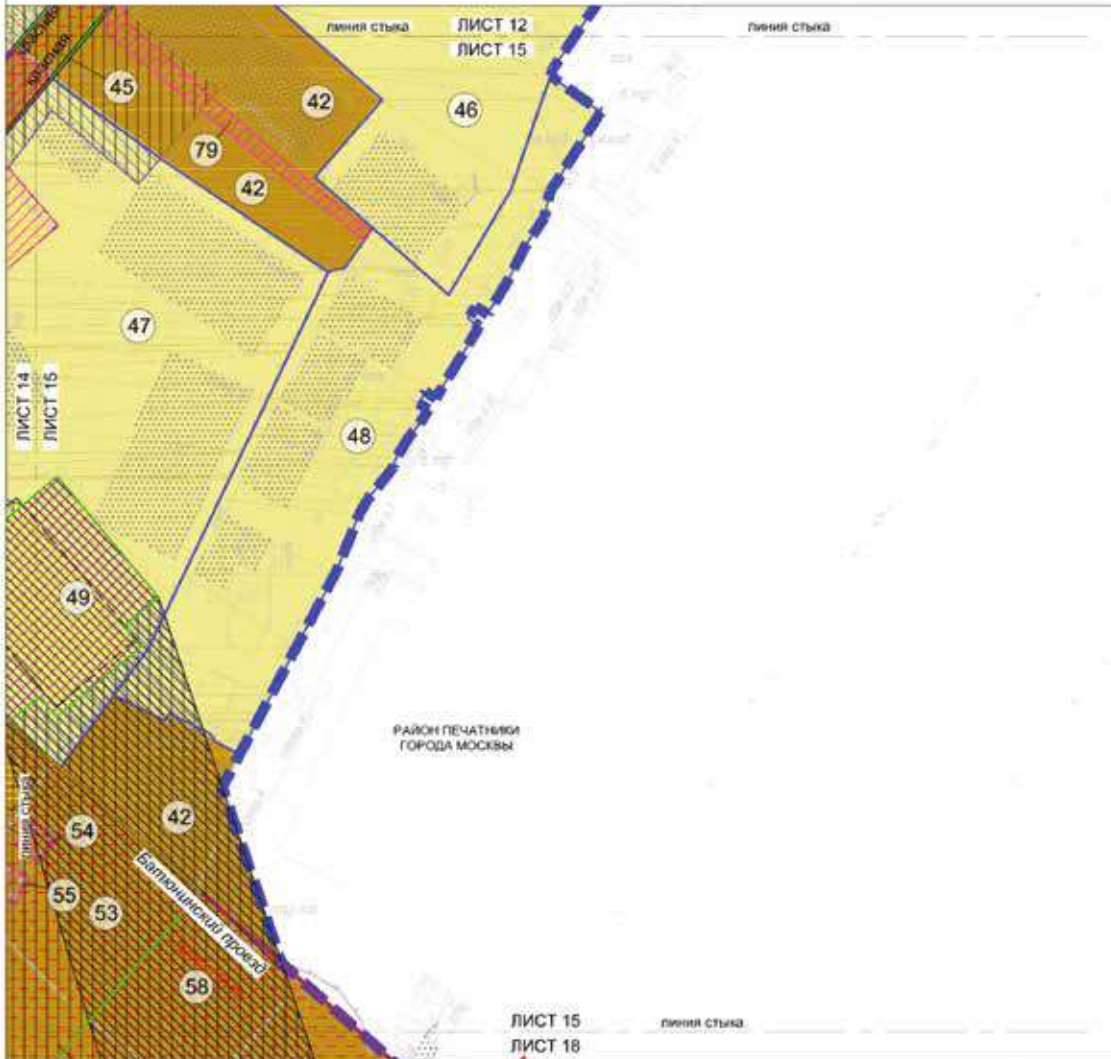 линия стыка
ЛИСТ 12
ЛИСТ 15
линия стыка
красная
45
42
46
79
42
47
ЛИСТ 14
ЛИСТ 15
48
49
РАЙОН ПЕЧАТНИКИ
ГОРОДА МОСКВЫ
линия стыка
42
54
Батюнинский проезд
55
53
58
ЛИСТ 15
линия стыка
ЛИСТ 18